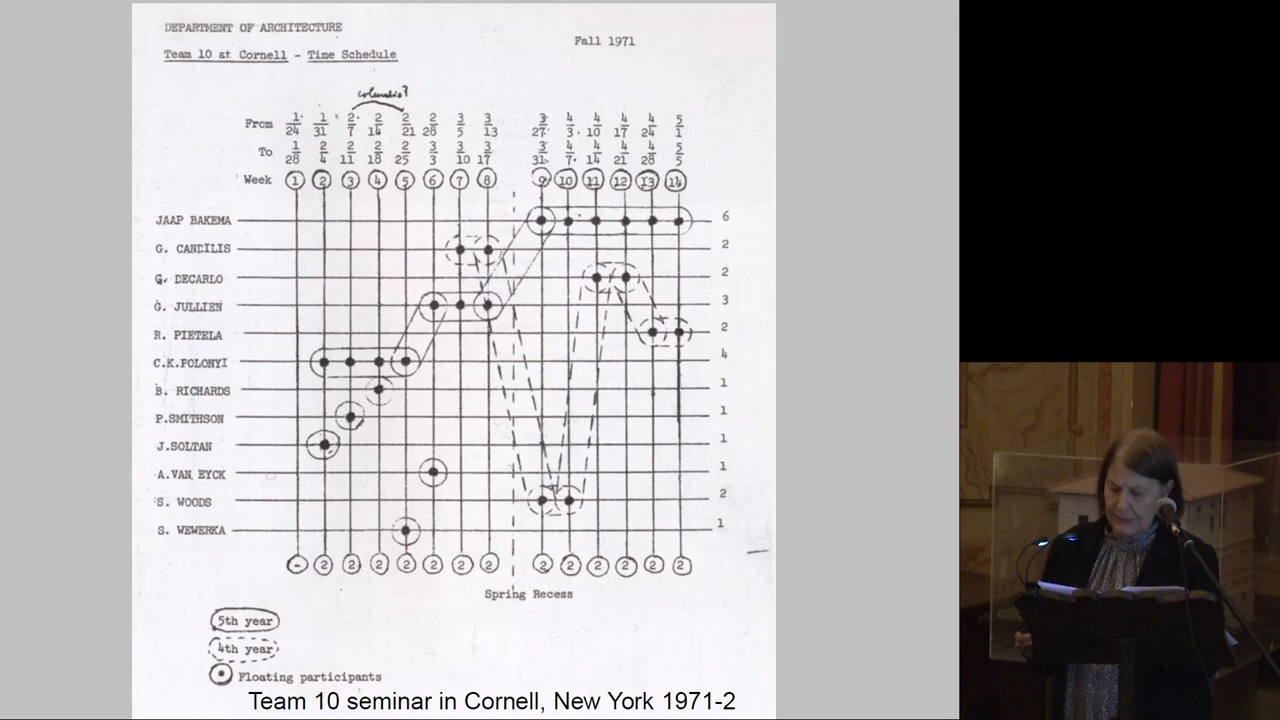 DEPARTMENT OF ARCHITECTURE
Fall 1971
Team 10 at Cornell - Time Schedule
columbia?
From 1/24 1/31 2/7 2/14 2/21 2/28 3/5 3/13 3/27 4/3 4/10 4/17 4/24 5/1
To 1/28 2/4 2/11 2/18 2/25 3/3 3/10 3/17 3/31 4/7 4/14 4/21 4/28 5/5
Week 1 2 3 4 5 6 7 8 9 10 11 12 13 14
JAAP BAKEMA 6
G. CANDILIS 2
G. DECARLO 2
G. JULLIEN 3
R. PIETELA 2
C.K.POLONYI 4
B. RICHARDS 1
P.SMITHSON 1
J.SOLTAN 1
A.VAN EYCK 1
S. WOODS 2
S. WEWERKA 1
- 2 2 2 2 2 2 2 2 2 2 2 2 2
Spring Recess
5th year
4th year
Floating participants
Team 10 seminar in Cornell, New York 1971-2